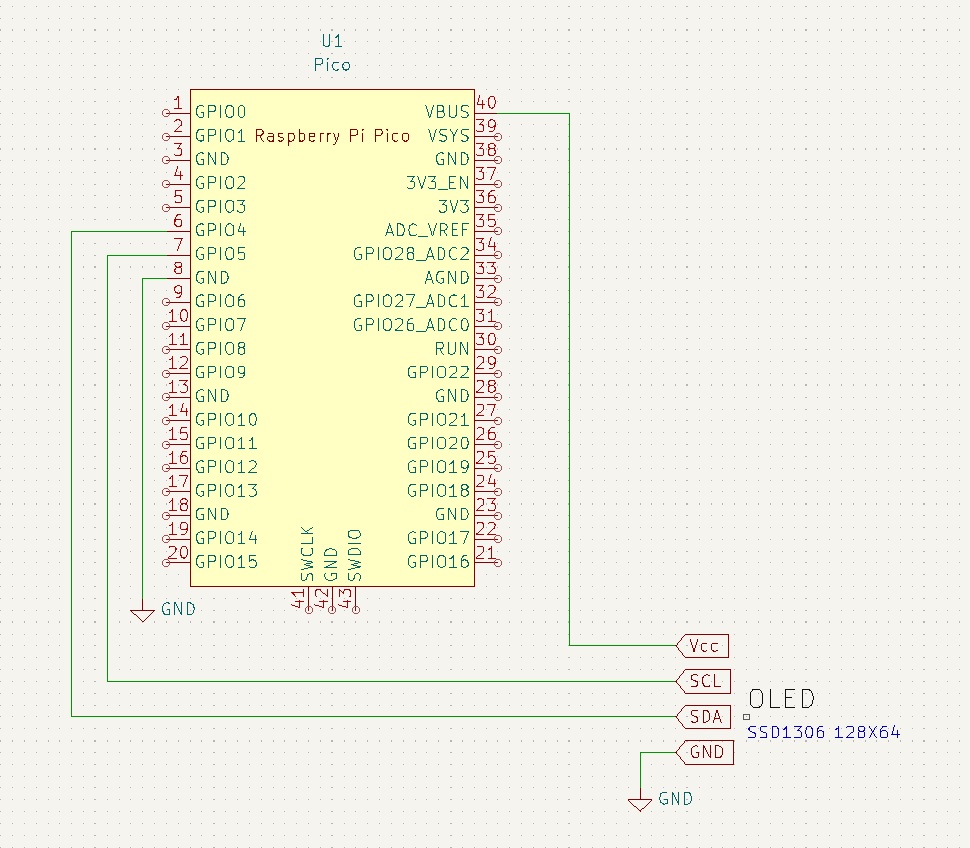 U1
Pico
1 GPIO0 VBUS 40
2 GPIO1 Raspberry Pi Pico VSYS 39
3 GND GND 38
4 GPIO2 3V3_EN 37
5 GPIO3 3V3 36
6 GPIO4 ADC_VREF 35
7 GPIO5 GPIO28_ADC2 34
8 GND AGND 33
9 GPIO6 GPIO27_ADC1 32
10 GPIO7 GPIO26_ADC0 31
11 GPIO8 RUN 30
12 GPIO9 GPIO22 29
13 GND GND 28
14 GPIO10 GPIO21 27
15 GPIO11 GPIO20 26
16 GPIO12 GPIO19 25
17 GPIO13 GPIO18 24
18 GND GND 23
19 GPIO14 GPIO17 22
20 GPIO15 GPIO16 21
SWCLK
GND
SWDIO
41
42
43
GND
Vcc
SCL
OLED
SDA
SSD1306 128X64
GND
GND